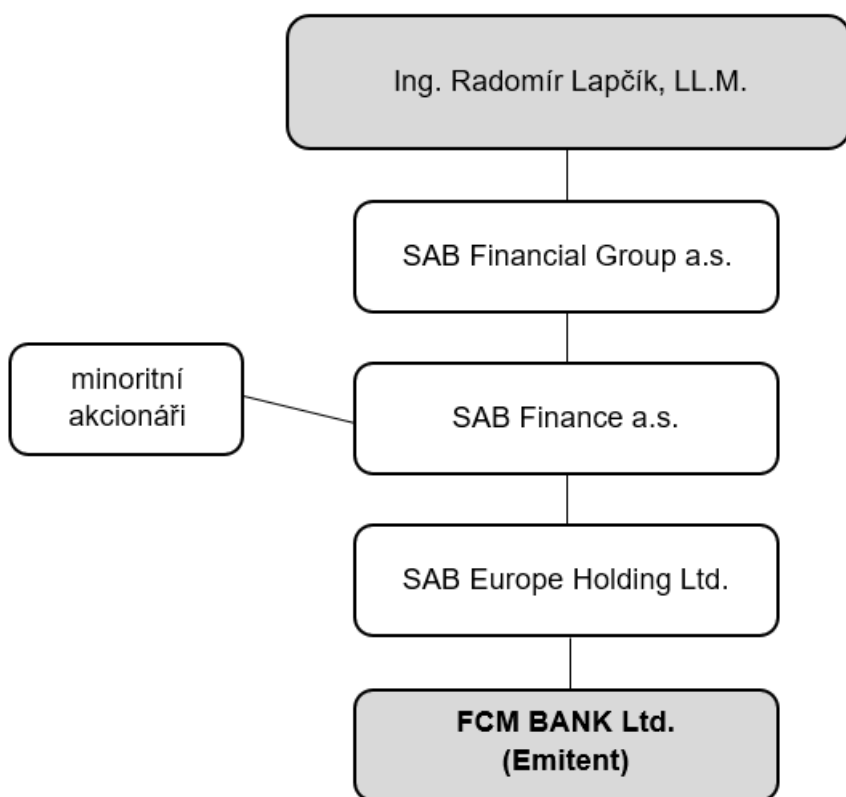 Ing. Radomír Lapčík, LL.M.
SAB Financial Group a.s.
minoritní
akcionáři
SAB Finance a.s.
SAB Europe Holding Ltd.
FCM BANK Ltd.
(Emitent)